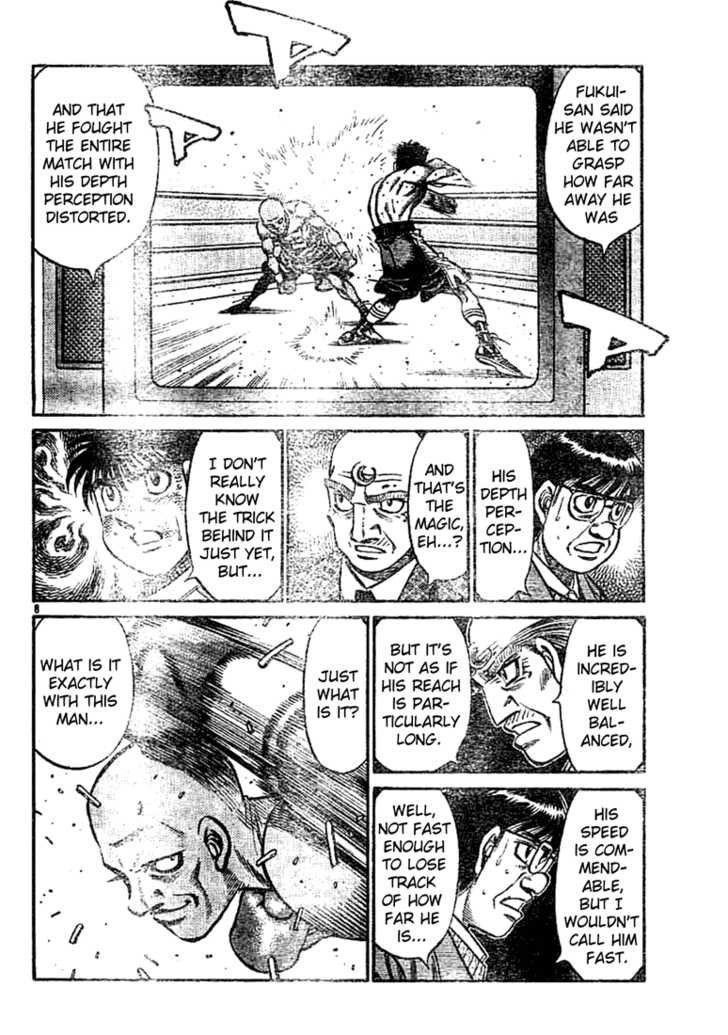 FUKUI-
SAN SAID
HE WASN'T
ABLE TO
GRASP
HOW FAR
AWAY HE
WAS
AND THAT
HE FOUGHT
THE ENTIRE
MATCH WITH
HIS DEPTH
PERCEPTION
DISTORTED.
HIS
DEPTH
PER-
CEP-
TION...
AND
THAT'S
THE
MAGIC,
EH...?
I DON'T
REALLY
KNOW
THE TRICK
BEHIND IT
JUST YET,
BUT...
8
HE IS
INCRED-
IBLY
WELL
BAL-
ANCED,
BUT IT'S
NOT AS IF
HIS REACH
IS PAR-
TICULARLY
LONG.
HIS
SPEED
IS COM-
MEND-
ABLE,
BUT I
WOULDN'T
CALL HIM
FAST.
WELL,
NOT FAST
ENOUGH
TO LOSE
TRACK
OF HOW
FAR HE
IS...
JUST
WHAT
IS IT?
WHAT IS IT
EXACTLY
WITH THIS
MAN...